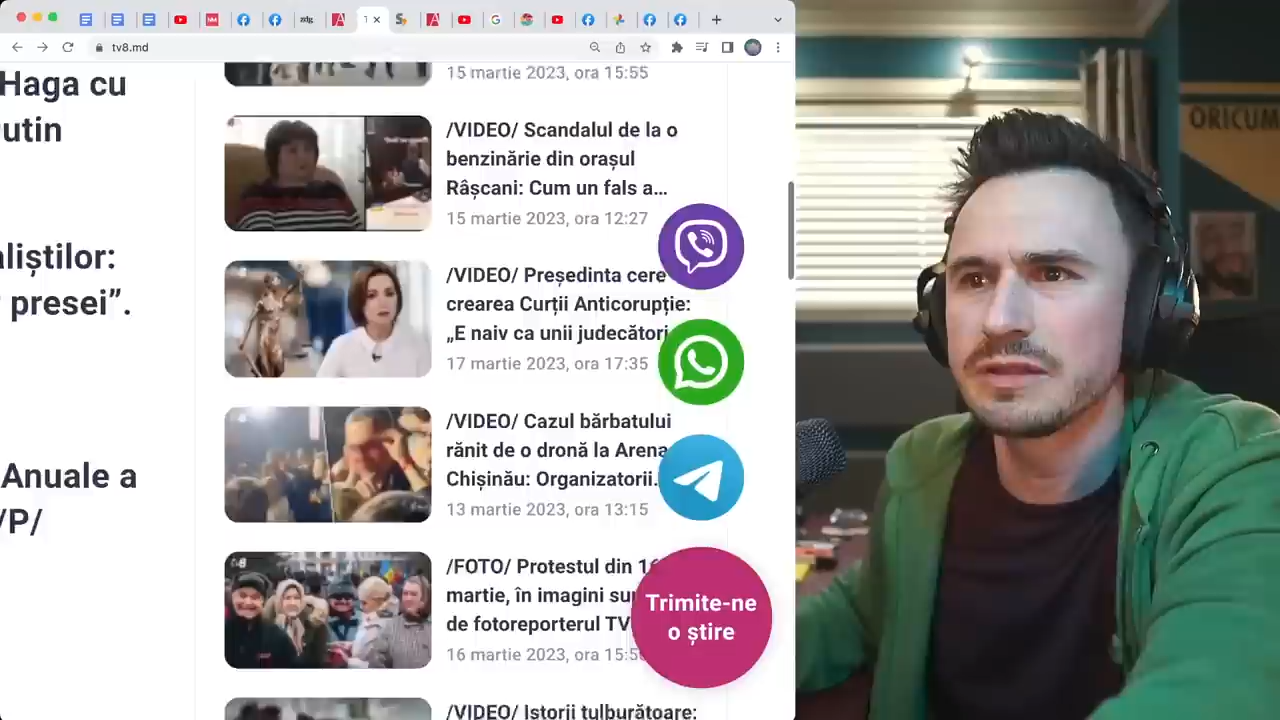 zdg
tv8.md
Haga cu
utin
liștilor:
presei”.
Anuale a
/P/
15 martie 2023, ora 15:55
/VIDEO/ Scandalul de la o
benzinărie din orașul
Râșcani: Cum un fals a...
15 martie 2023, ora 12:27
/VIDEO/ Președinta cere
crearea Curții Anticorupție:
„E naiv ca unii judecători
17 martie 2023, ora 17:35
/VIDEO/ Cazul bărbatului
rănit de o dronă la Arena
Chișinău: Organizatorii.
13 martie 2023, ora 13:15
/FOTO/ Protestul din 16
martie, în imagini su
de fotoreporterul TV
16 martie 2023, ora 15:5
/VIDEO/ Istorii tulburătoare:
Trimite-ne
o știre
ORICUM